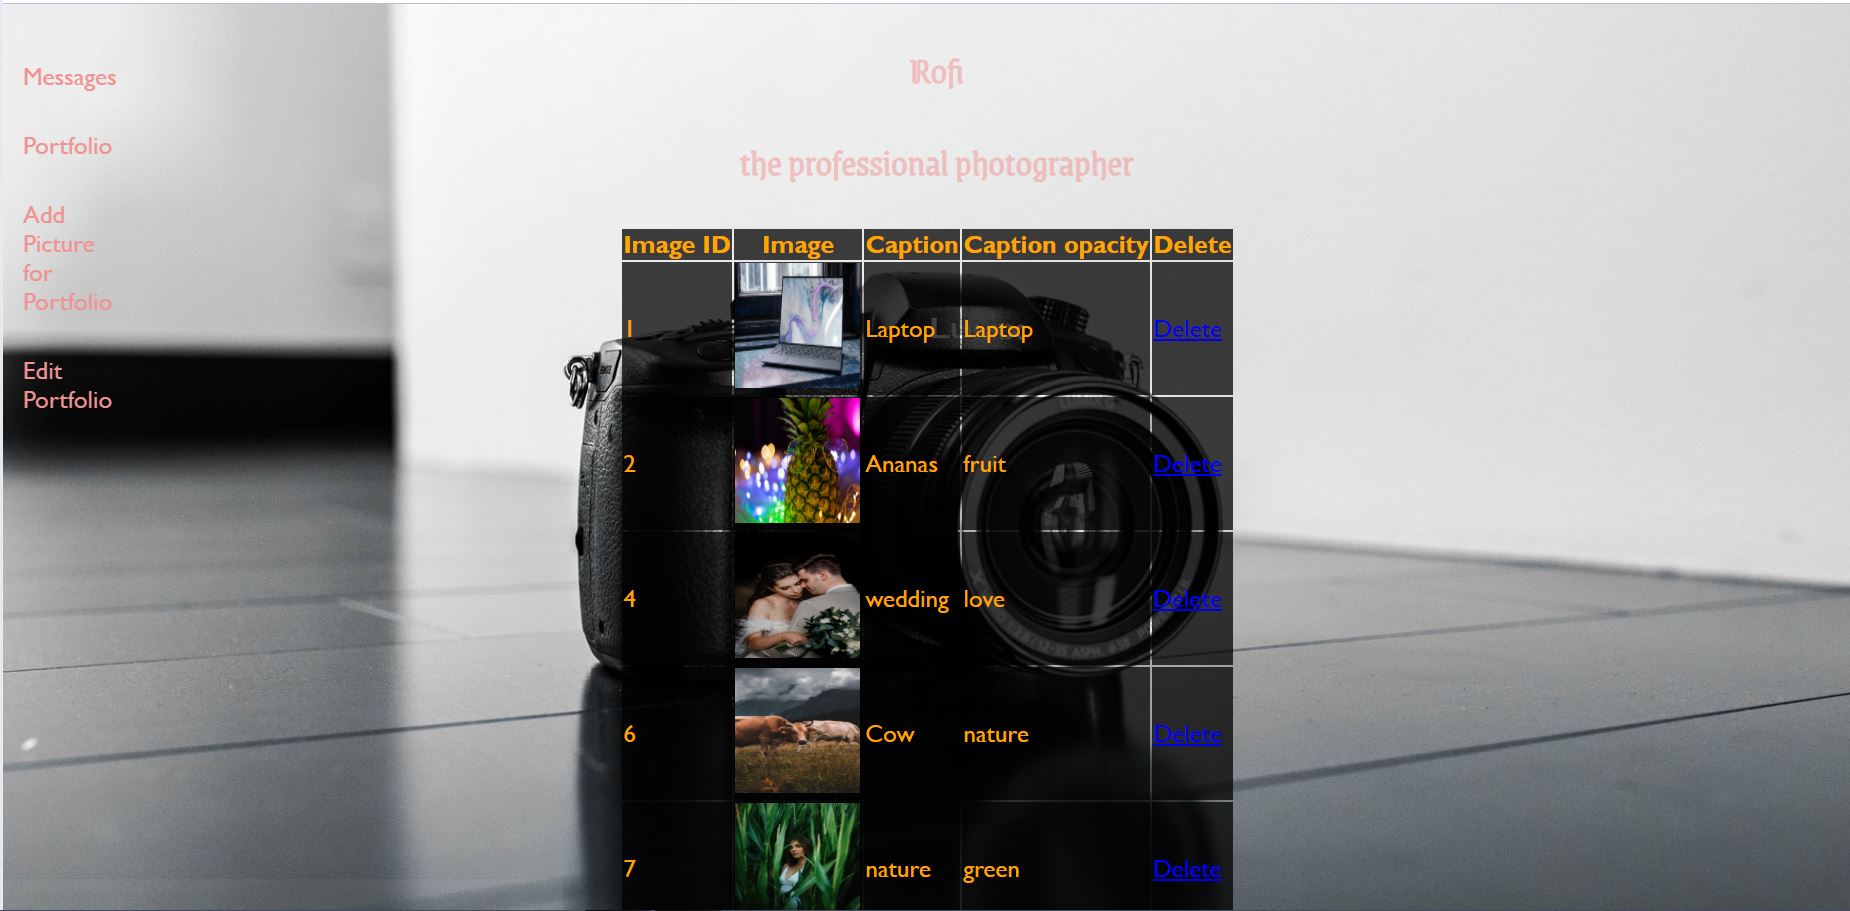 Messages
Portfolio
Add
Picture
for
Portfolio
Edit
Portfolio
Rofi
the professional photographer
Image ID Image Caption Caption opacity Delete
1 Laptop Laptop Delete
2 Ananas fruit Delete
4 wedding love Delete
6 Cow nature Delete
7 nature green Delete